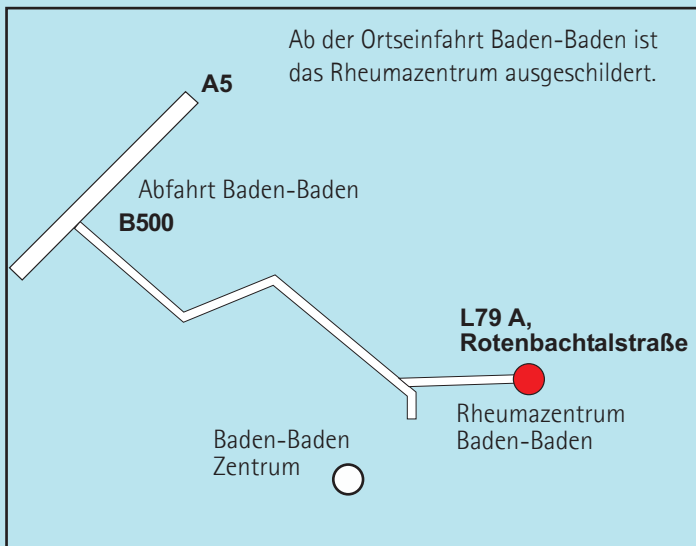 Ab der Ortseinfahrt Baden-Baden ist
das Rheumazentrum ausgeschildert.
A5
Abfahrt Baden-Baden
B500
L79 A,
Rotenbachtalstraße
Rheumazentrum
Baden-Baden
Baden-Baden
Zentrum